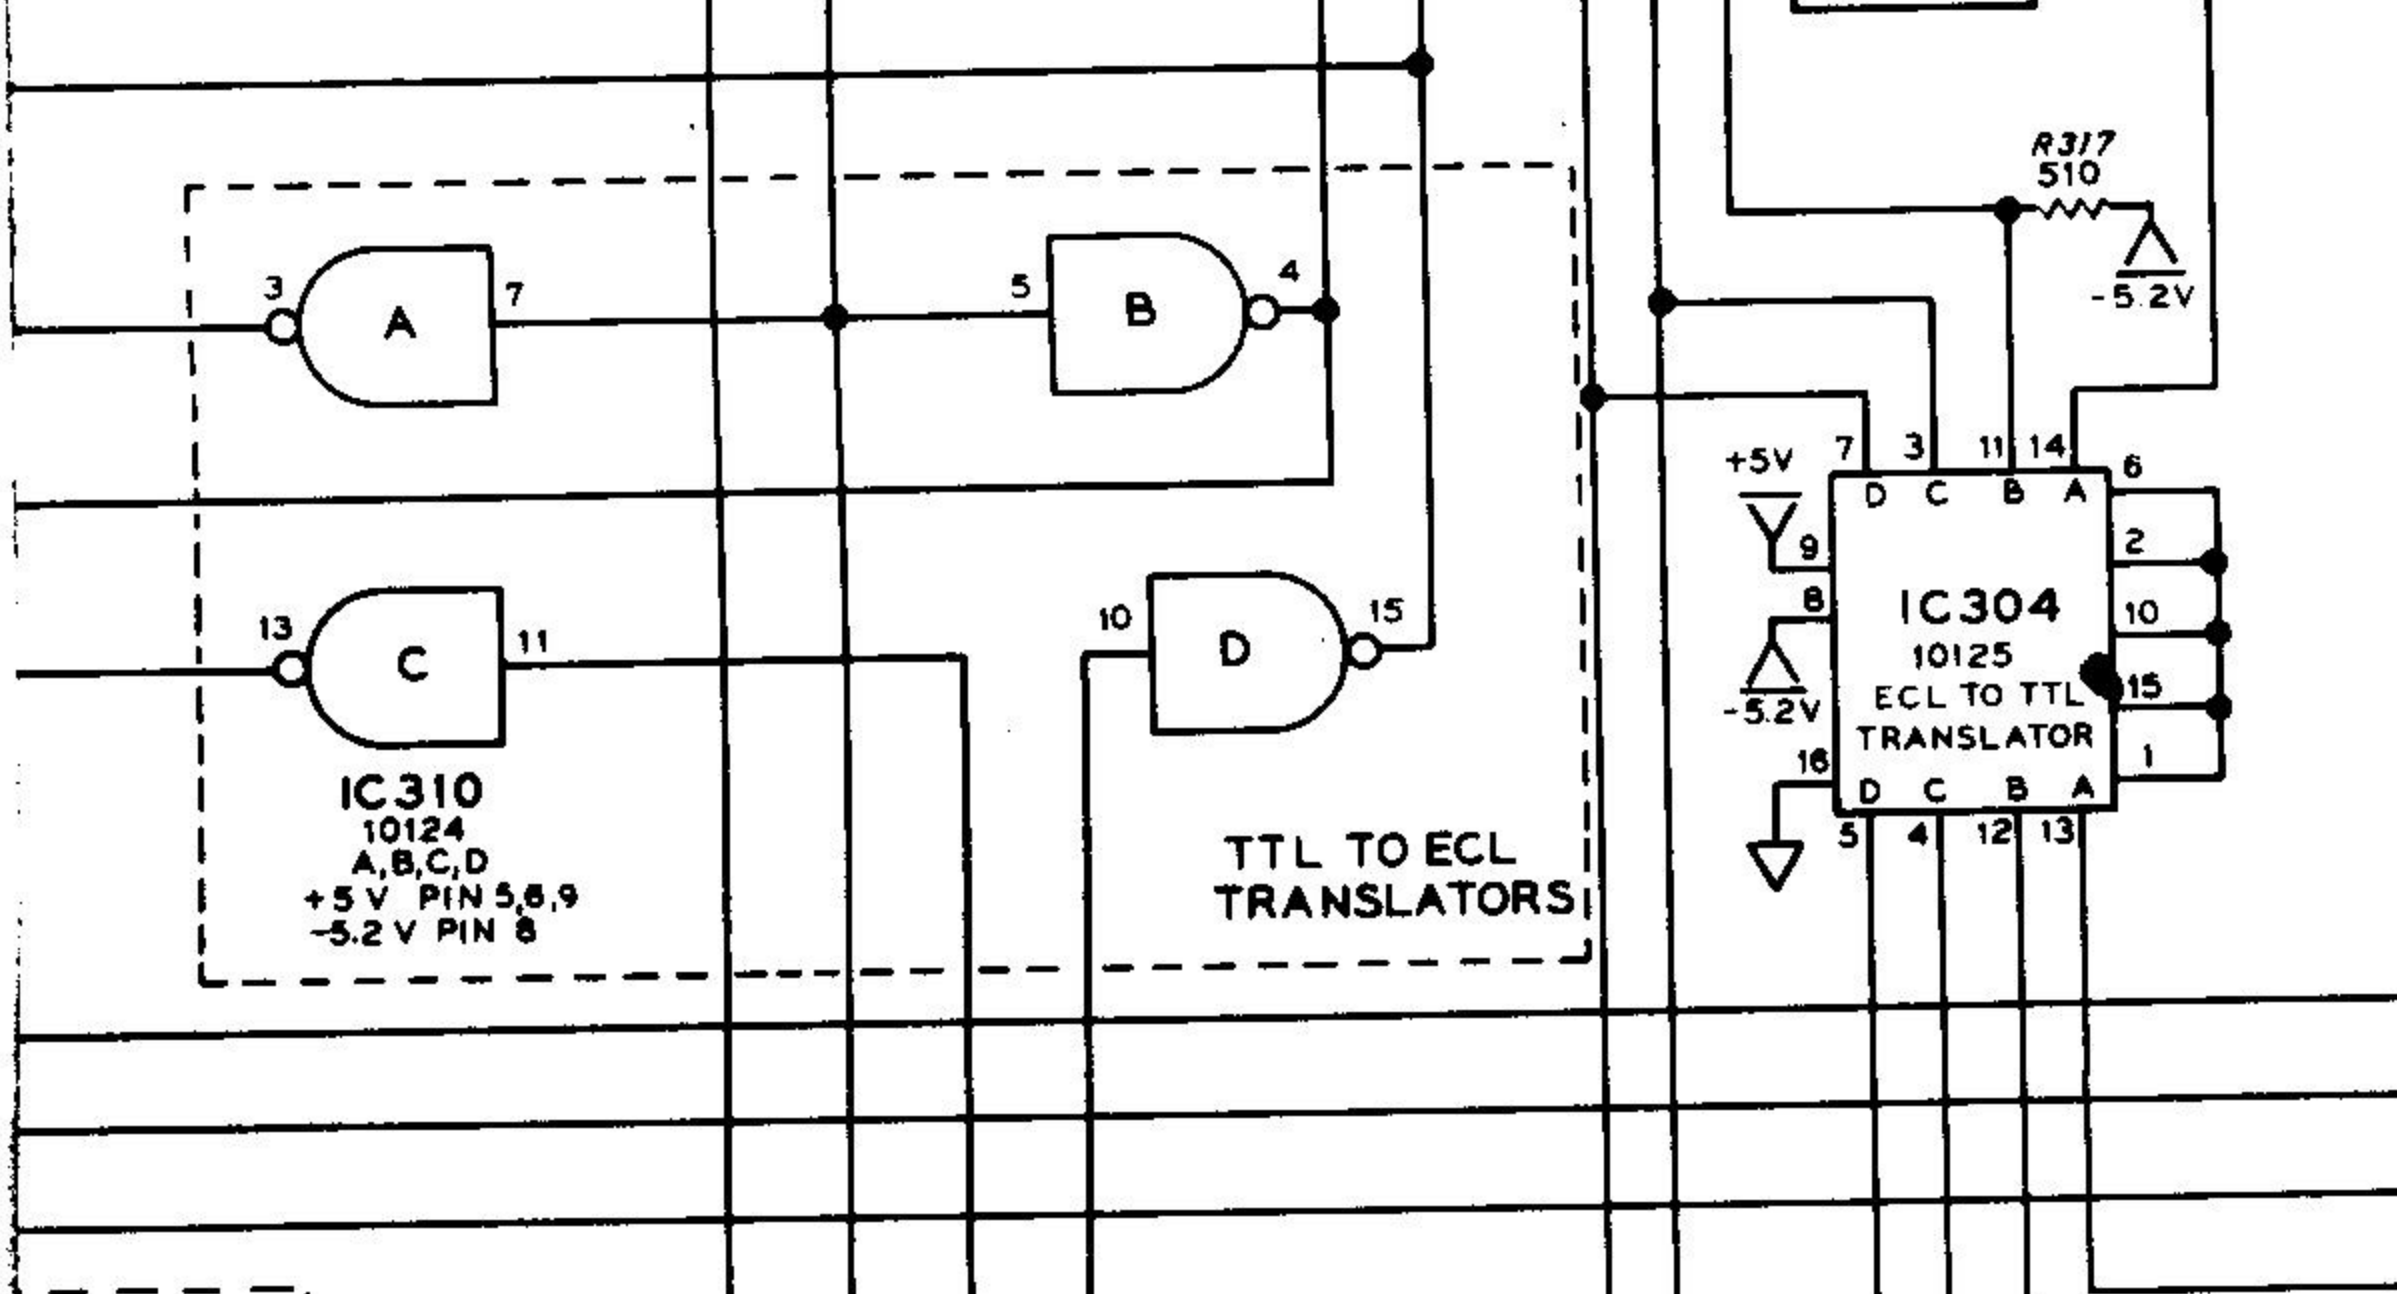 R317
510
-5.2V
3
A
7
5
B
4
+5V
7
3
11
14
6
D
C
B
A
9
2
8
IC304
10
10125
ECL TO TTL
15
TRANSLATOR
-5.2V
16
1
D
C
B
A
5
4
12
13
13
C
11
10
D
15
IC310
10124
A,B,C,D
+5 V PIN 5,6,9
-5.2 V PIN 8
TTL TO ECL
TRANSLATORS